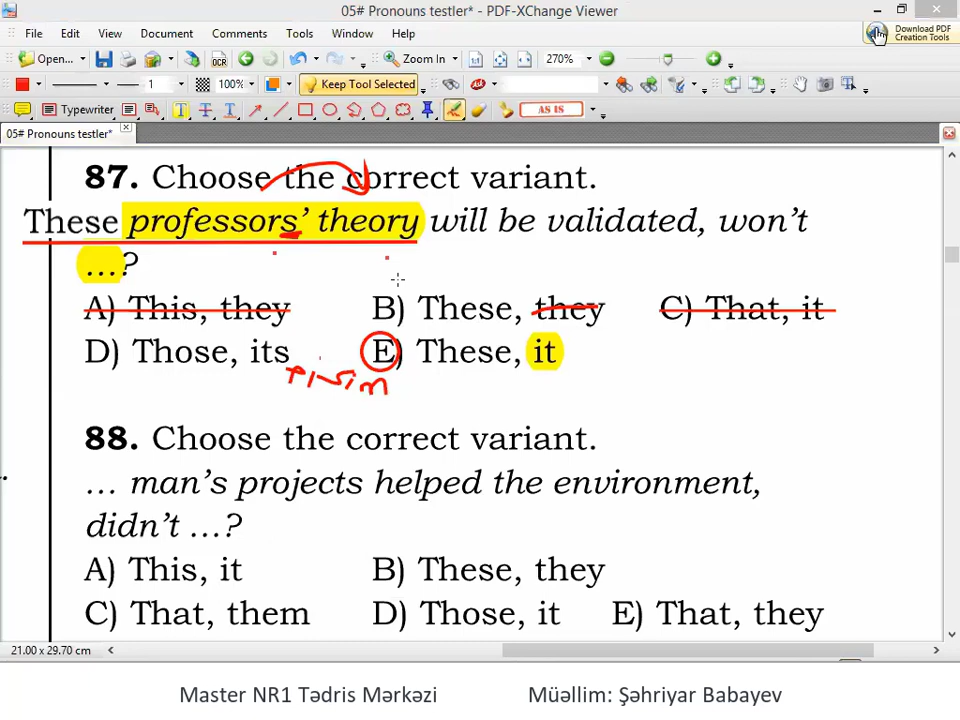 05# Pronouns testler* - PDF-XChange Viewer
File Edit View Document Comments Tools Window Help
Download PDF Creation Tools
Open... OCR Zoom In 270%
1 100% Keep Tool Selected
Typewriter AS IS
05# Pronouns testler*
87. Choose the correct variant.
These professors’ theory will be validated, won’t
...?
A) This, they B) These, they C) That, it
D) Those, its E) These, it
88. Choose the correct variant.
... man’s projects helped the environment,
didn’t ...?
A) This, it B) These, they
C) That, them D) Those, it E) That, they
21.00 x 29.70 cm
Master NR1 Tədris Mərkəzi Müəllim: Şəhriyar Babayev